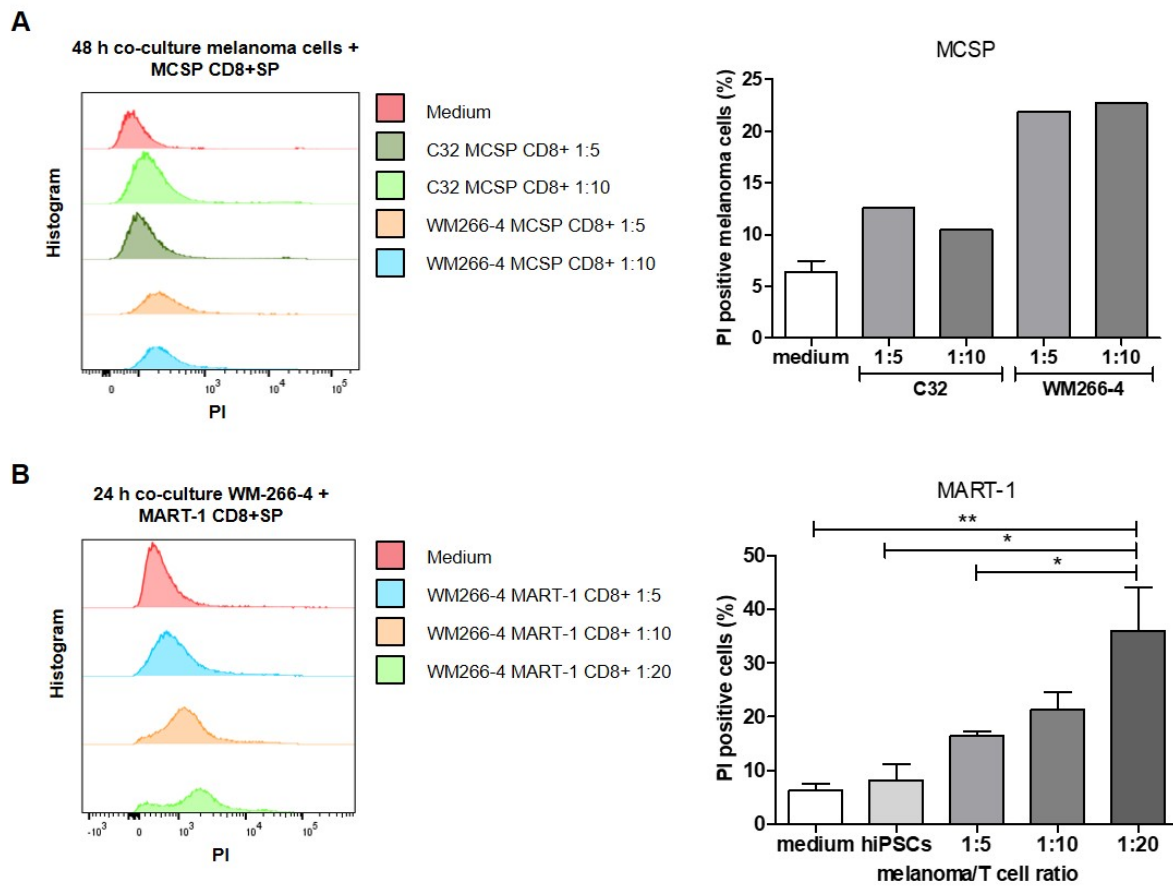 A
48 h co-culture melanoma cells +
MCSP CD8+SP
Histogram
0
10³
10⁴
10⁵
PI
Medium
C32 MCSP CD8+ 1:5
C32 MCSP CD8+ 1:10
WM266-4 MCSP CD8+ 1:5
WM266-4 MCSP CD8+ 1:10
MCSP
PI positive melanoma cells (%)
25
20
15
10
5
0
medium 1:5 1:10 1:5 1:10
C32 WM266-4
B
24 h co-culture WM-266-4 +
MART-1 CD8+SP
Histogram
-10³ 0 10³ 10⁴ 10⁵
PI
Medium
WM266-4 MART-1 CD8+ 1:5
WM266-4 MART-1 CD8+ 1:10
WM266-4 MART-1 CD8+ 1:20
MART-1
**
*
*
PI positive cells (%)
50
40
30
20
10
0
medium hiPSCs 1:5 1:10 1:20
melanoma/T cell ratio